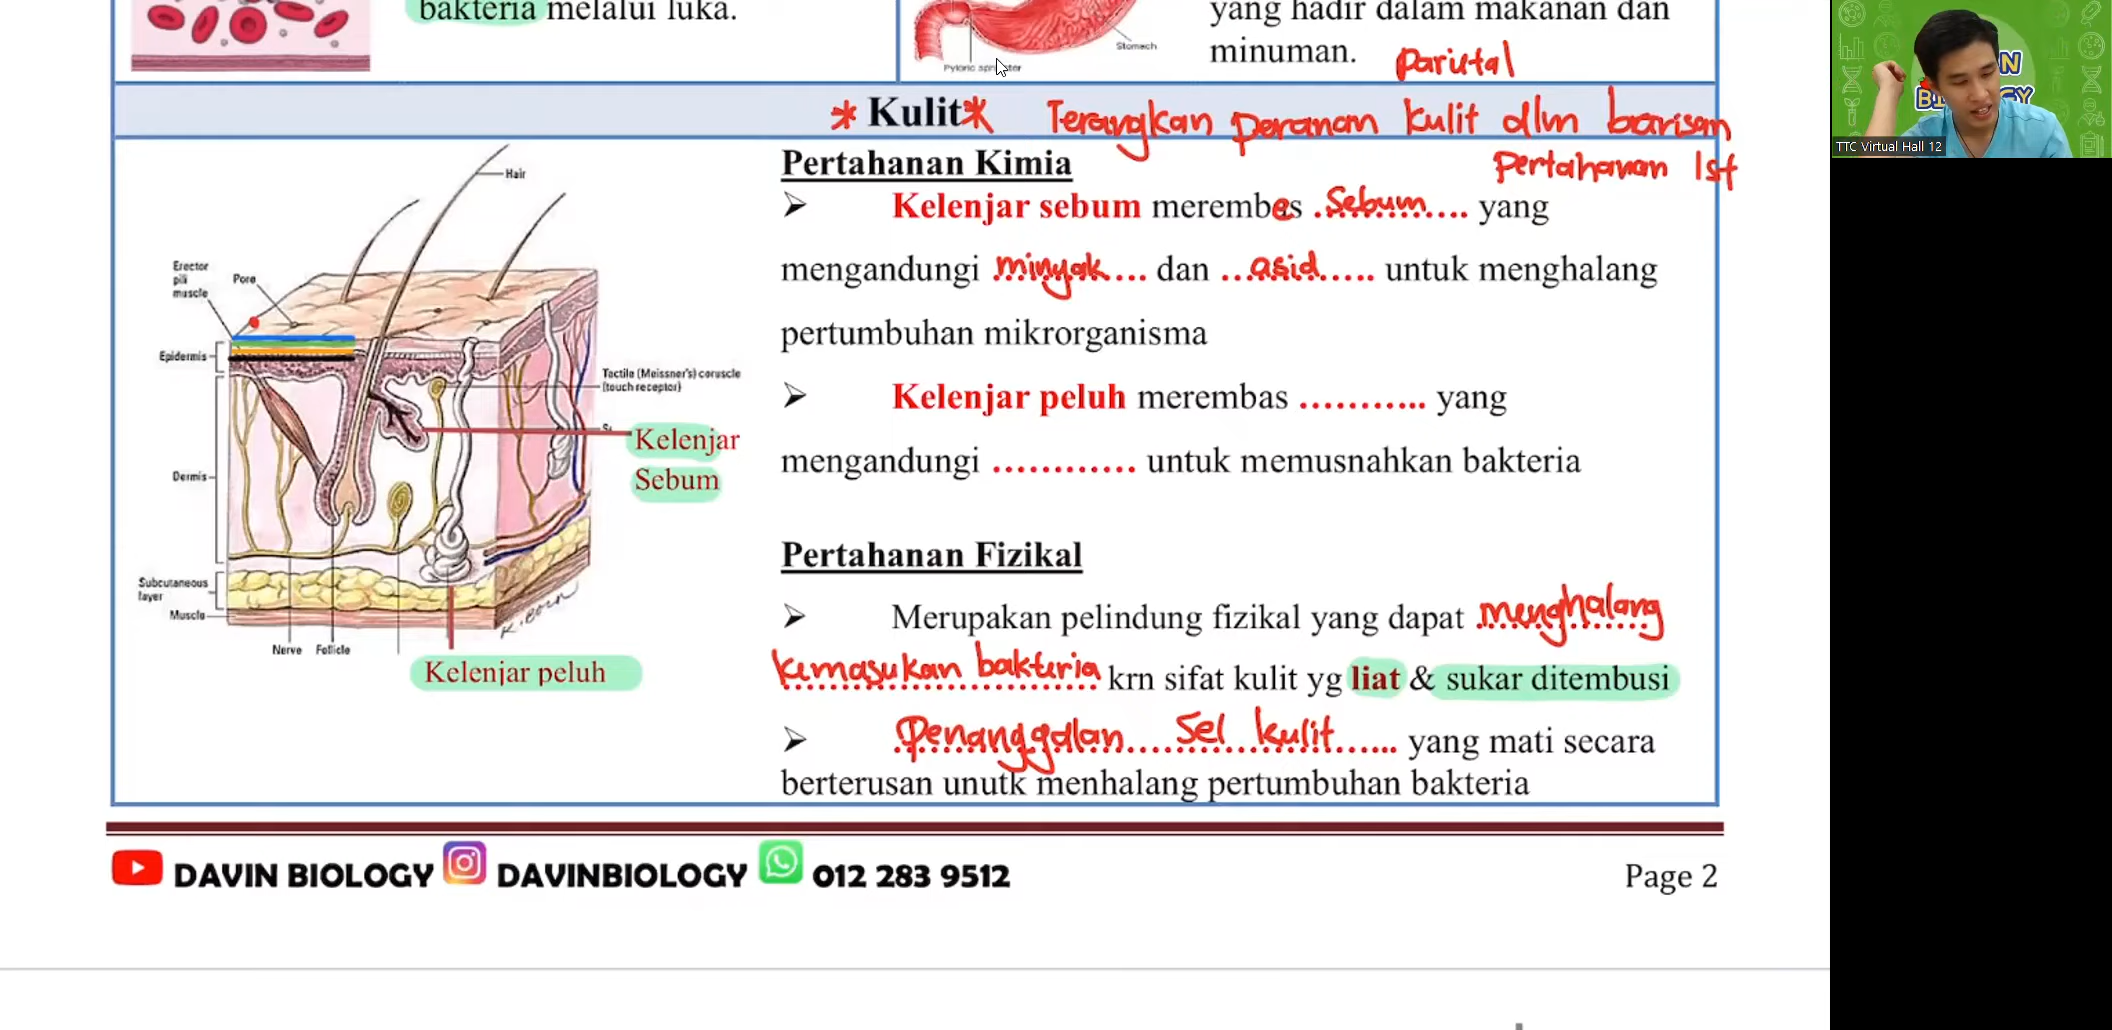 bakteria melalui luka.
Stomach
Pyloric sphincter
yang hadir dalam makanan dan
minuman.
Parietal
* Kulit*
Terangkan peranan kulit dlm barisan
Pertahanan 1st
Hair
Erector
pili
muscle
Pore
Epidermis
Dermis
Subcutaneous
layer
Muscle
Nerve Follicle
Tactile (Meissner's) coruscle
(touch receptor)
Kelenjar
Sebum
Kelenjar peluh
Pertahanan Kimia
➢ Kelenjar sebum merembes .Sebum.... yang
mengandungi minyak.... dan ...asid..... untuk menghalang
pertumbuhan mikrorganisma
➢ Kelenjar peluh merembas ........... yang
mengandungi ............ untuk memusnahkan bakteria
Pertahanan Fizikal
➢ Merupakan pelindung fizikal yang dapat menghalang
kemasukan bakteria krn sifat kulit yg liat & sukar ditembusi
➢ Penanggalan....sel..kulit...... yang mati secara
berterusan unutk menhalang pertumbuhan bakteria
DAVIN BIOLOGY DAVINBIOLOGY 012 283 9512
Page 2
TTC Virtual Hall 12